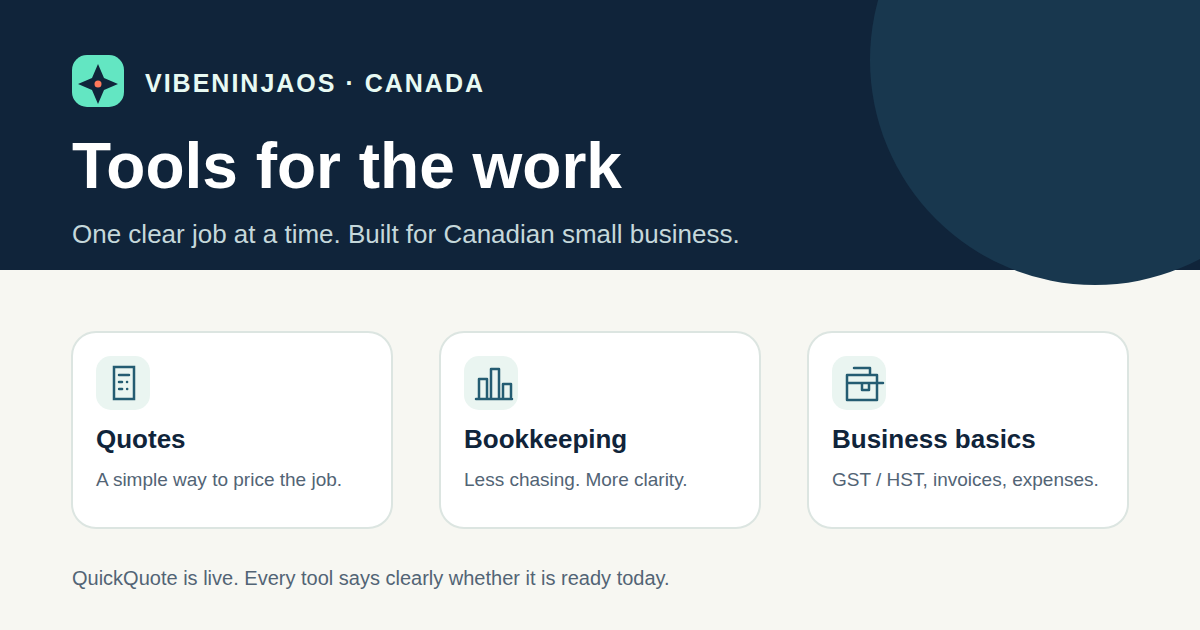 VIBENINJAOS · CANADA
Tools for the work
One clear job at a time. Built for Canadian small business.
Quotes
A simple way to price the job.
Bookkeeping
Less chasing. More clarity.
Business basics
GST / HST, invoices, expenses.
QuickQuote is live. Every tool says clearly whether it is ready today.